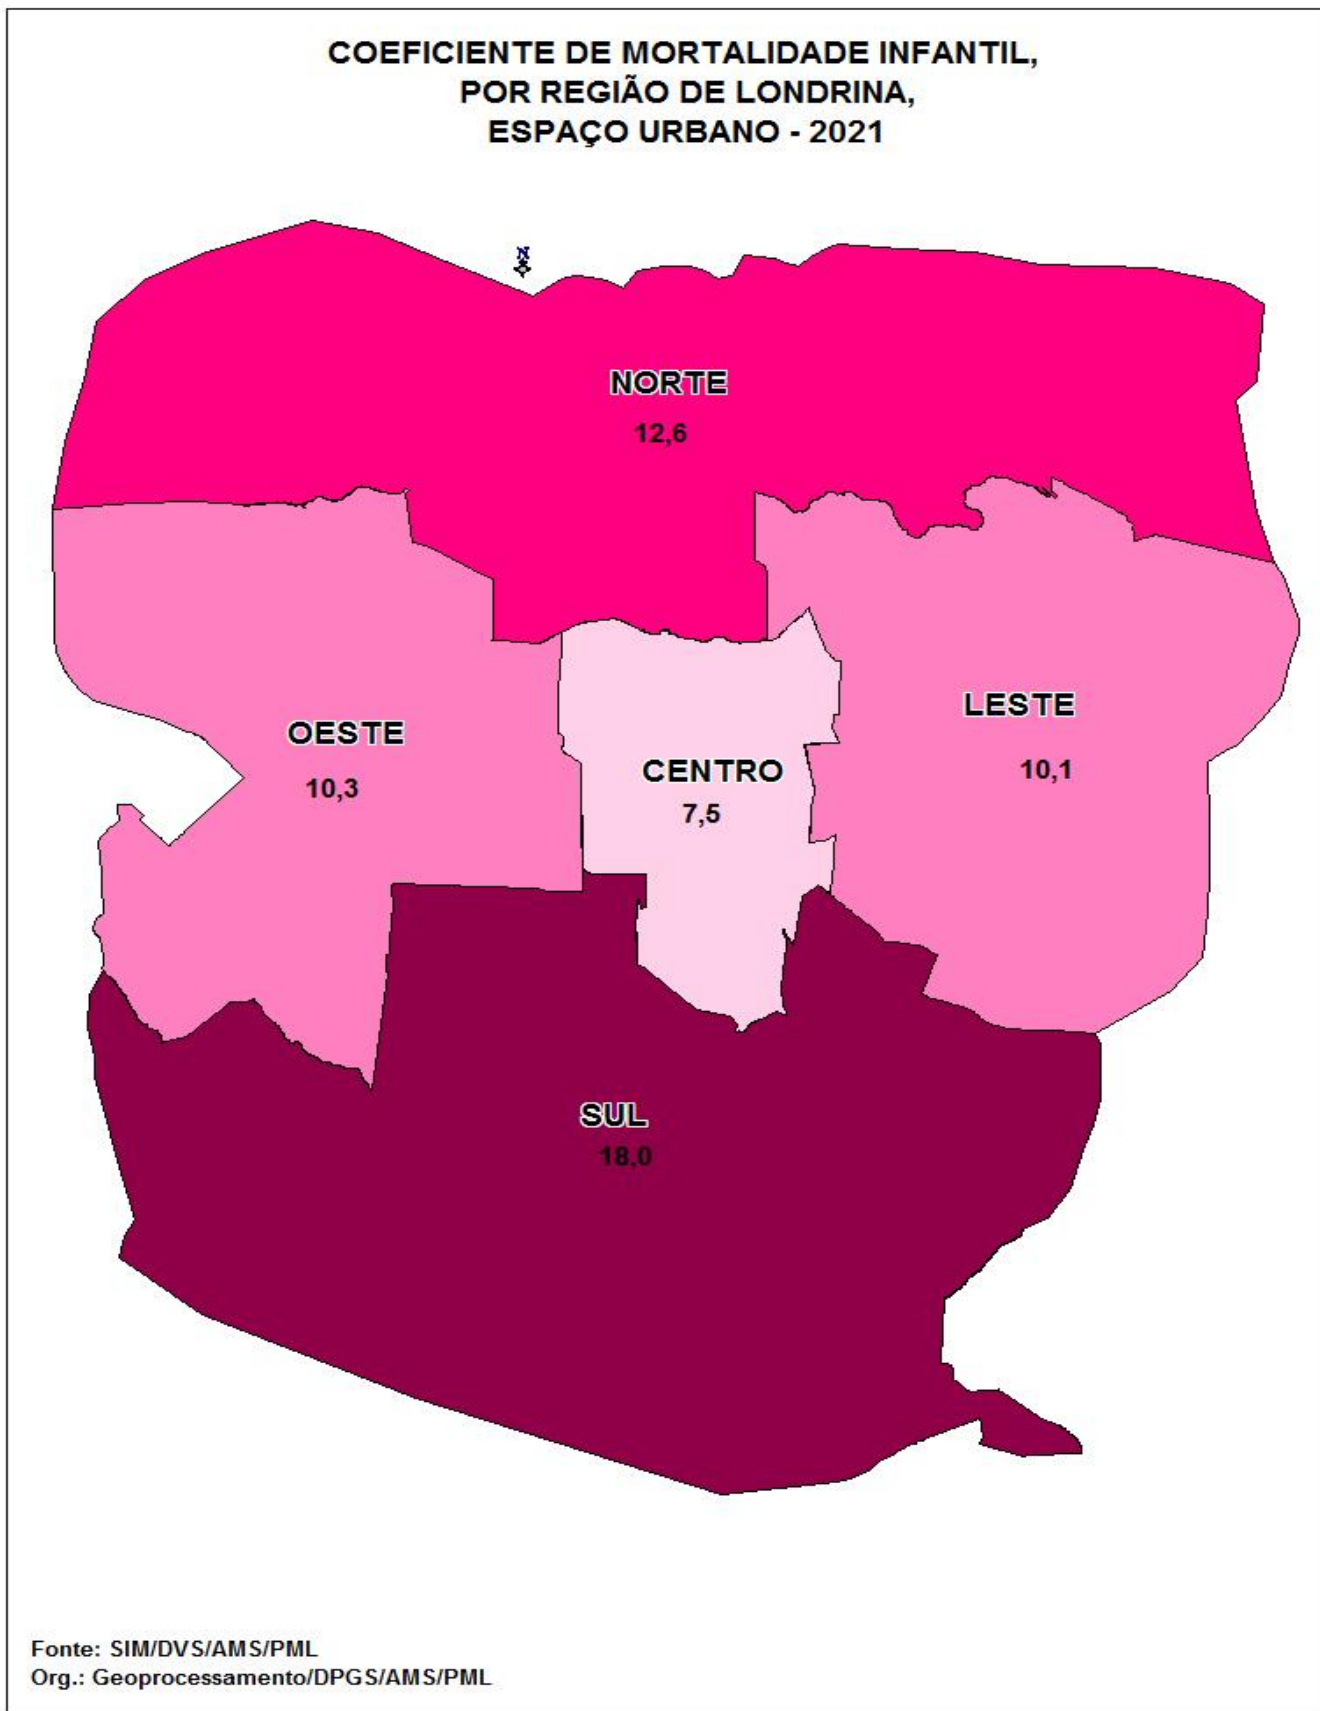 COEFICIENTE DE MORTALIDADE INFANTIL,
POR REGIÃO DE LONDRINA,
ESPAÇO URBANO - 2021
N
NORTE
12,6
OESTE
10,3
CENTRO
7,5
LESTE
10,1
SUL
18,0
Fonte: SIM/DVS/AMS/PML
Org.: Geoprocessamento/DPGS/AMS/PML